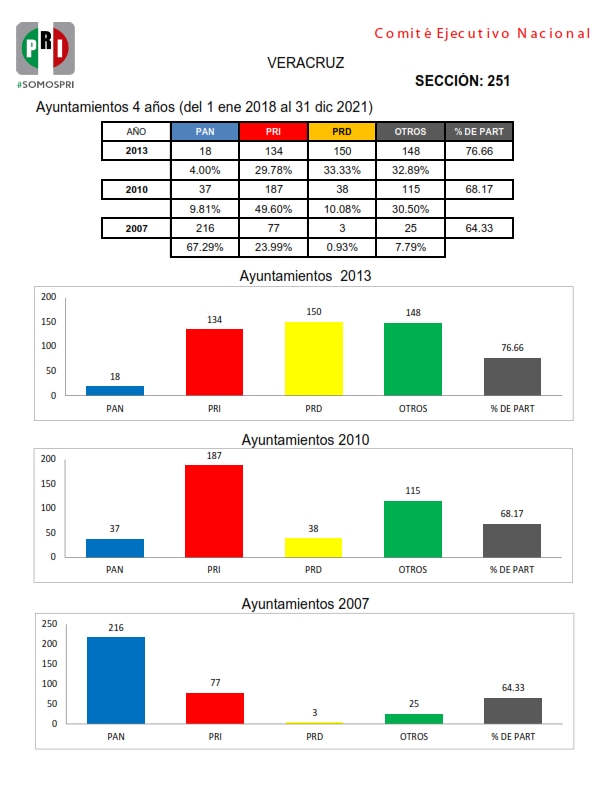 PRI
#SOMOSPRI
Comité Ejecutivo Nacional
VERACRUZ
SECCIÓN: 251
Ayuntamientos 4 años (del 1 ene 2018 al 31 dic 2021)
AÑO PAN PRI PRD OTROS % DE PART
2013 18 134 150 148 76.66
4.00% 29.78% 33.33% 32.89%
2010 37 187 38 115 68.17
9.81% 49.60% 10.08% 30.50%
2007 216 77 3 25 64.33
67.29% 23.99% 0.93% 7.79%
Ayuntamientos 2013
200
150
100
50
0
18 134 150 148 76.66
PAN PRI PRD OTROS % DE PART
Ayuntamientos 2010
200
150
100
50
0
37 187 38 115 68.17
PAN PRI PRD OTROS % DE PART
Ayuntamientos 2007
250
200
150
100
50
0
216 77 3 25 64.33
PAN PRI PRD OTROS % DE PART